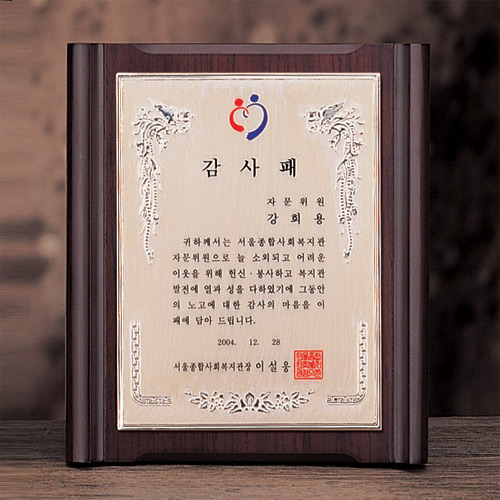 감사패
자문위원
강희용
귀하께서는 서울종합사회복지관
자문위원으로 늘 소외되고 어려운
이웃을 위해 헌신·봉사하고 복지관
발전에 열과 성을 다하였기에 그동안
의 노고에 대한 감사의 마음을 이
패에 담아 드립니다.
2004. 12. 28
서울종합사회복지관장 이설웅